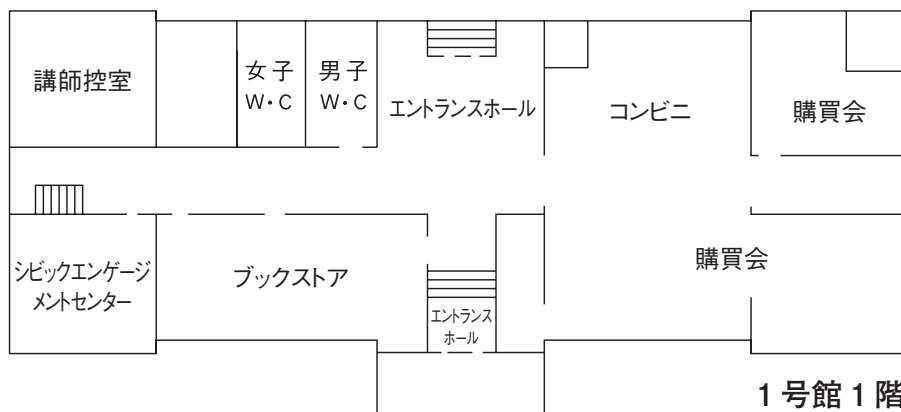 講師控室
女子
W・C
男子
W・C
エントランスホール
コンビニ
購買会
シビックエンゲージ
メントセンター
ブックストア
エントランス
ホール
購買会
1号館1階